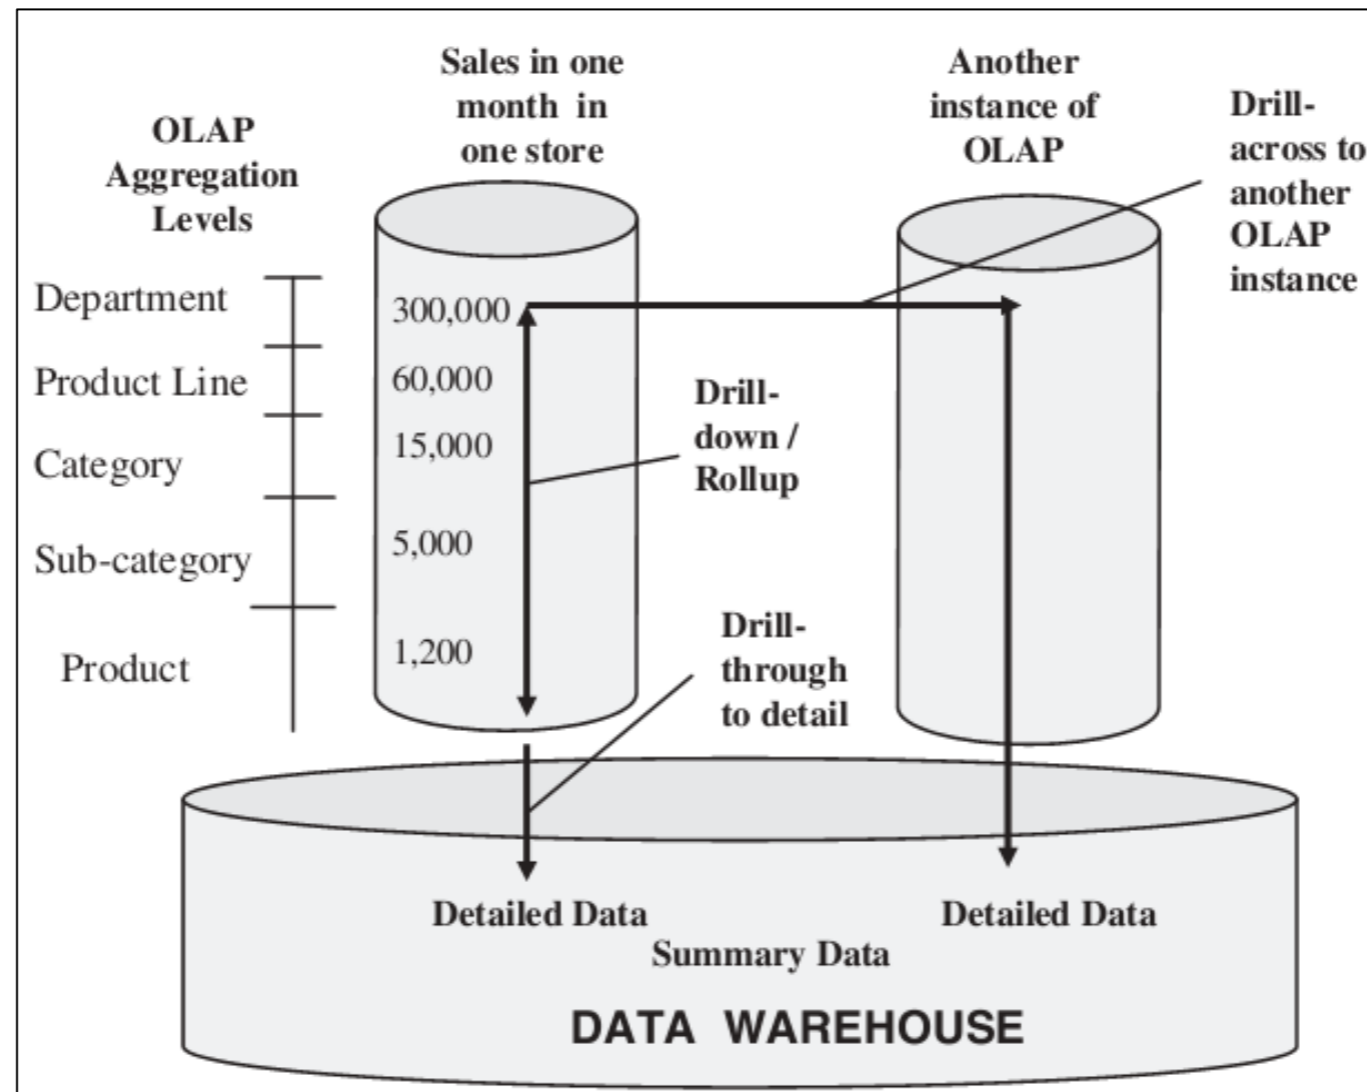 OLAP
Aggregation
Levels
Sales in one
month in
one store
Another
instance of
OLAP
Drill-
across to
another
OLAP
instance
Department
300,000
Product Line
60,000
Category
15,000
Sub-category
5,000
Product
1,200
Drill-
down /
Rollup
Drill-
through
to detail
Detailed Data
Detailed Data
Summary Data
DATA WAREHOUSE